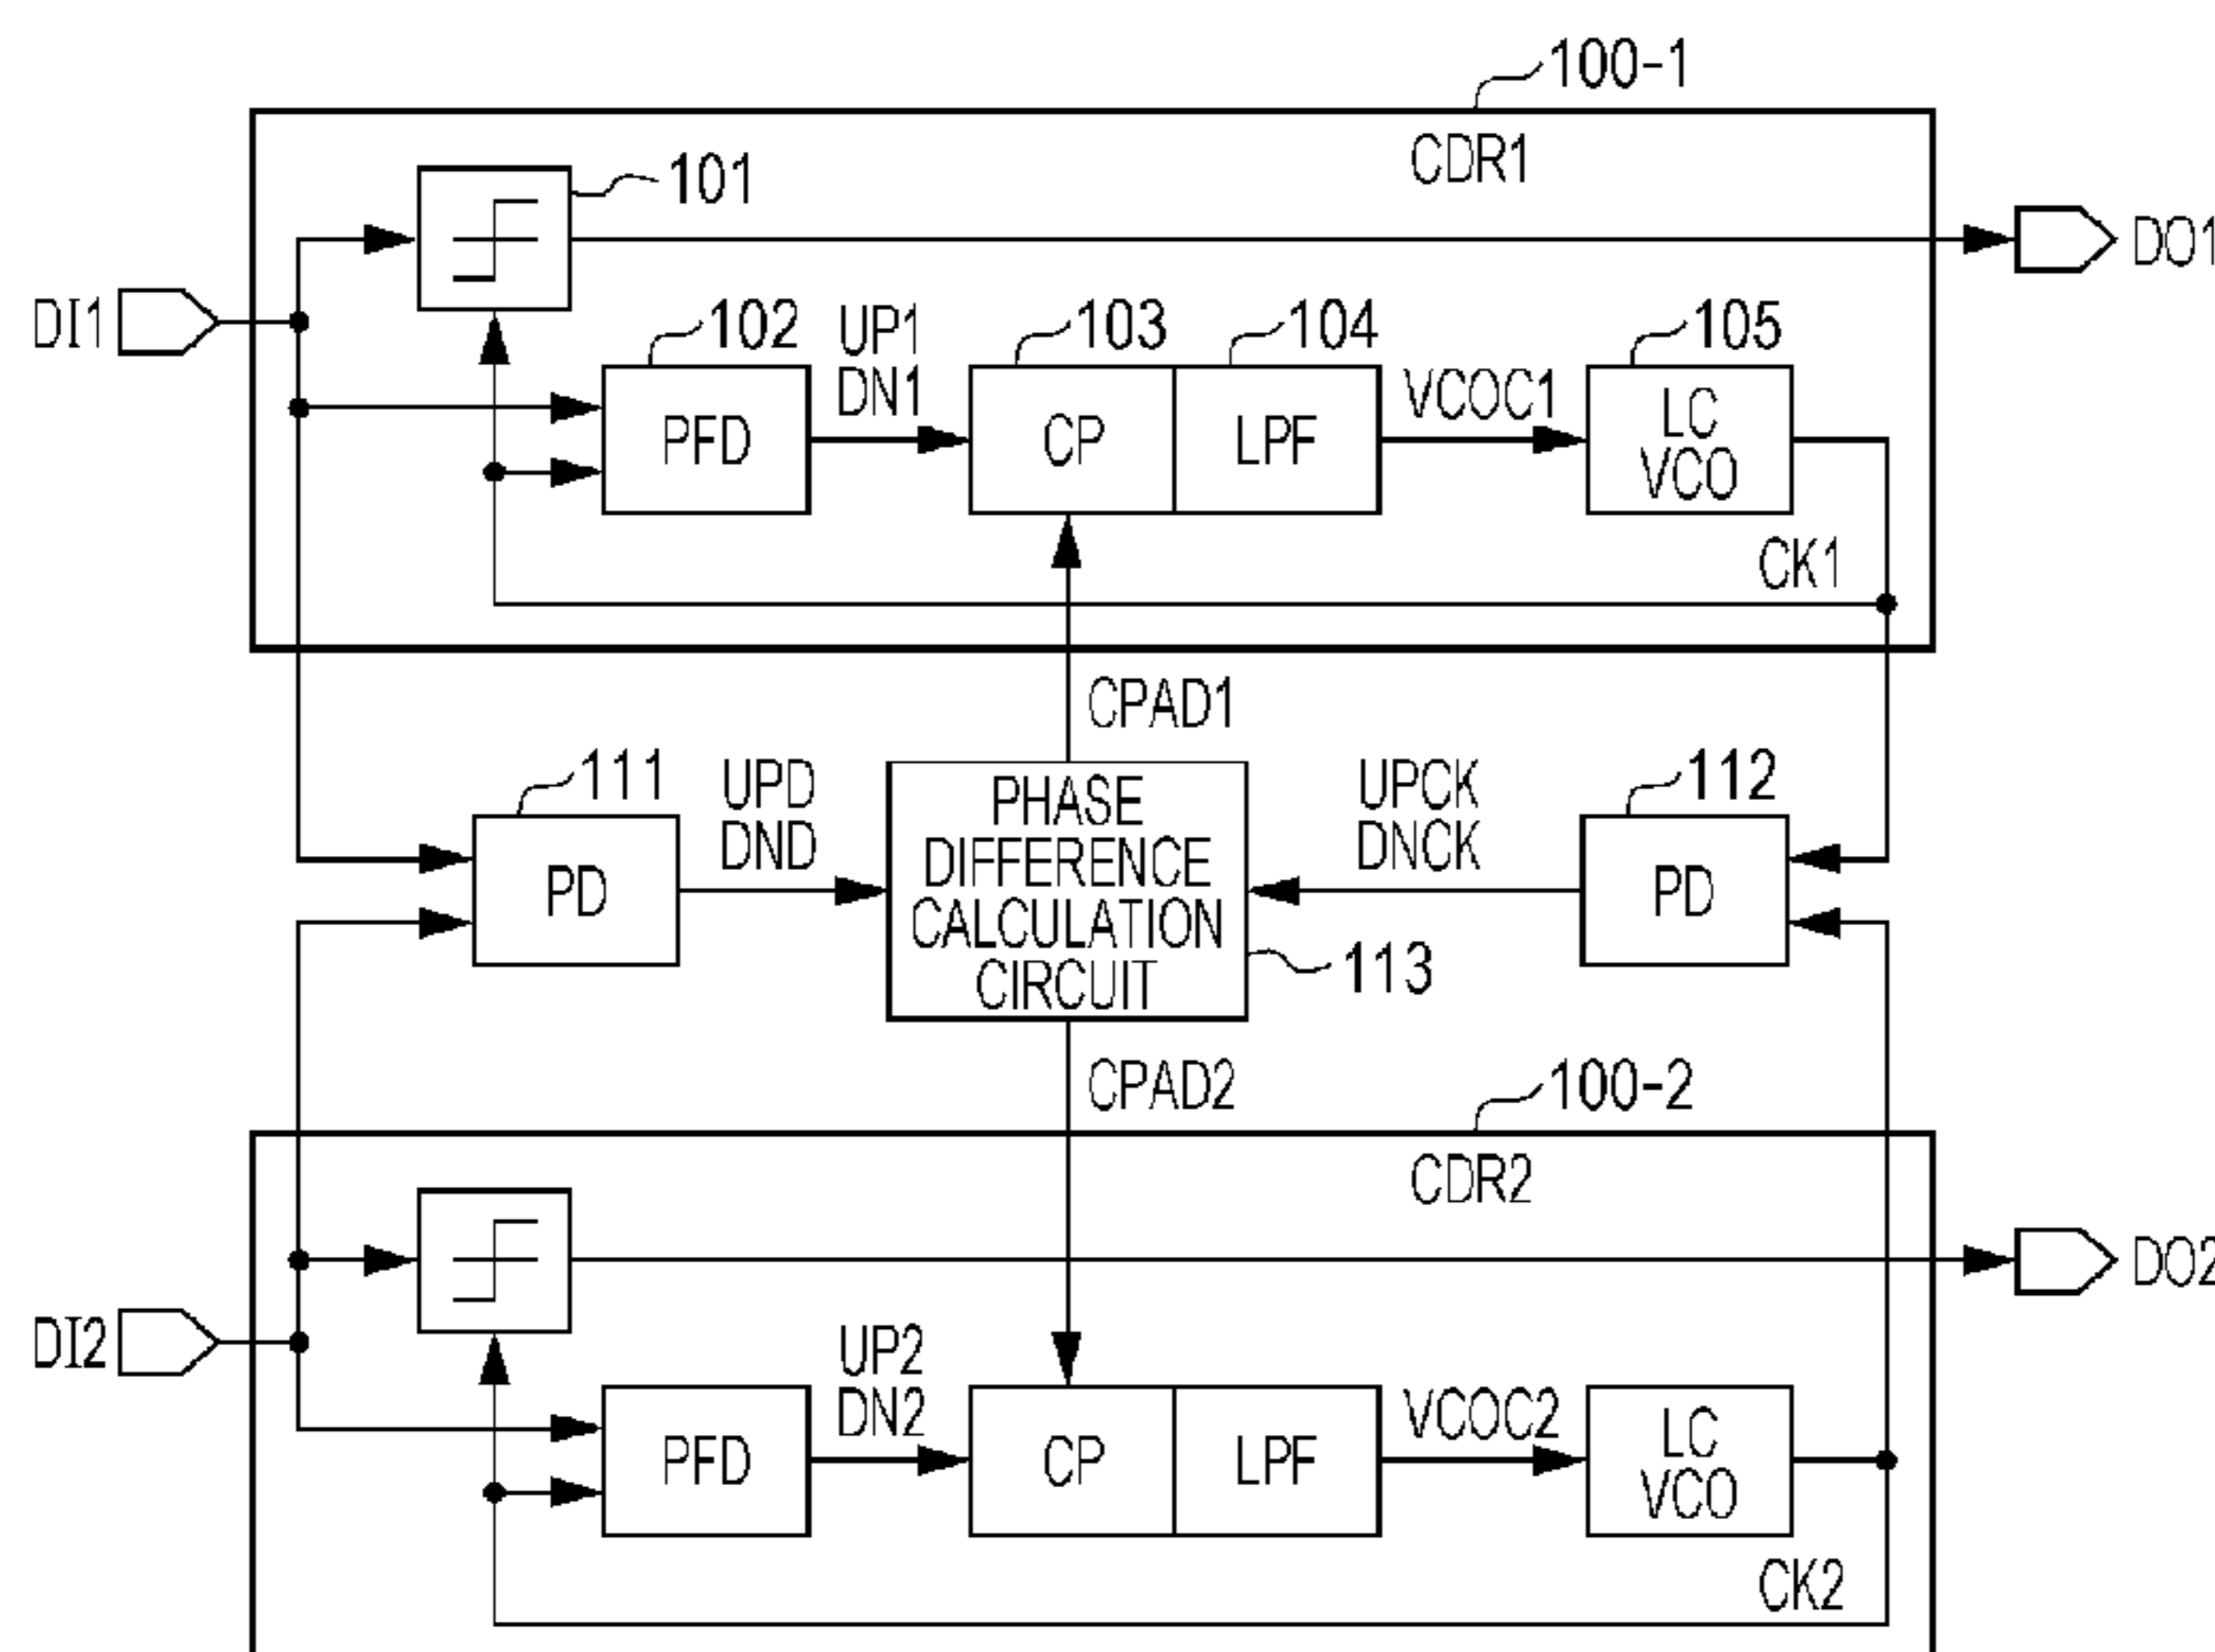 100-1
CDR1
101
DO1
DI1
102
UP1
DN1
103
104
105
PFD
CP
LPF
VCOC1
LC
VCO
CK1
CPAD1
111
UPD
DND
PHASE
DIFFERENCE
CALCULATION
CIRCUIT
UPCK
DNCK
112
PD
PD
113
CPAD2
100-2
CDR2
DO2
DI2
UP2
DN2
PFD
CP
LPF
VCOC2
LC
VCO
CK2